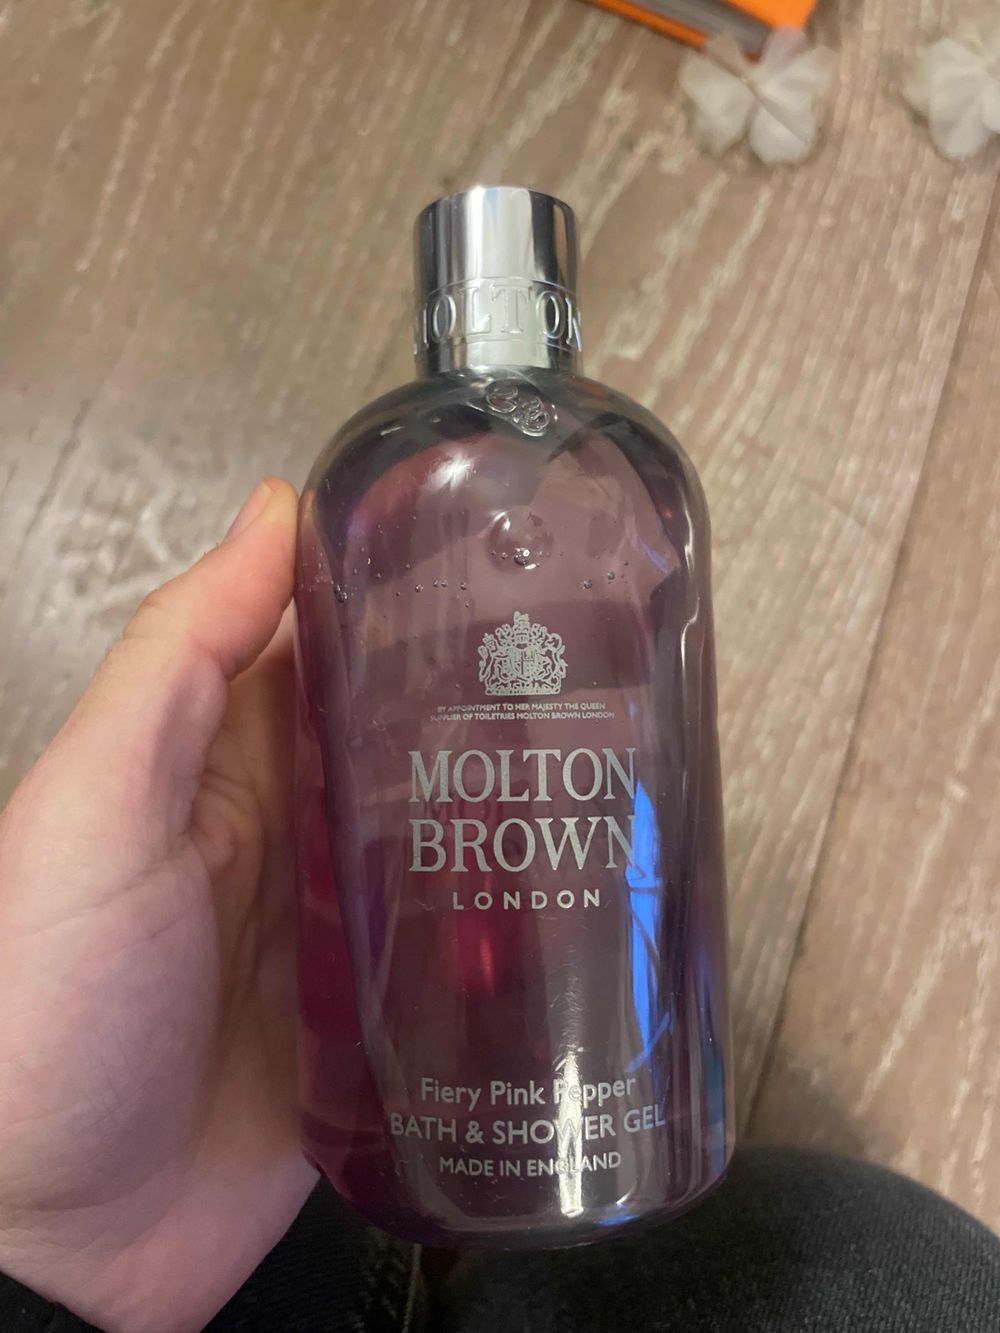 MOLTON
BY APPOINTMENT TO HER MAJESTY THE QUEEN
SUPPLIER OF TOILETRIES MOLTON BROWN LONDON
MOLTON
BROWN
LONDON
Fiery Pink Pepper
BATH & SHOWER GEL
MADE IN ENGLAND